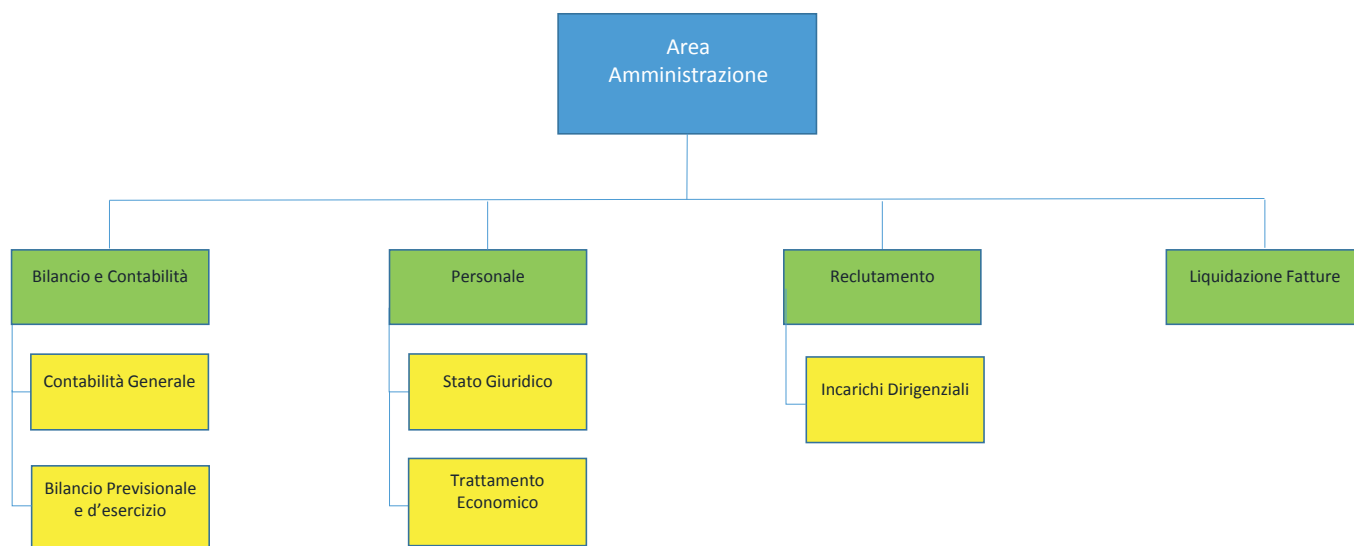 Area
Amministrazione
Bilancio e Contabilità
Personale
Reclutamento
Liquidazione Fatture
Contabilità Generale
Stato Giuridico
Incarichi Dirigenziali
Bilancio Previsionale
e d’esercizio
Trattamento
Economico